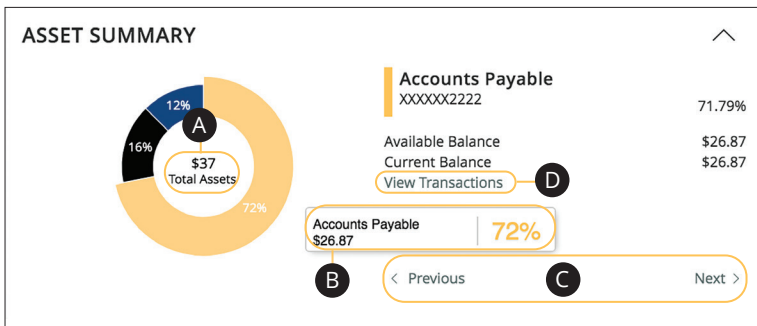 ASSET SUMMARY
12%
A
16%
$37
Total Assets
72%
Accounts Payable
XXXXXX2222
71.79%
Available Balance $26.87
Current Balance $26.87
View Transactions
D
Accounts Payable
$26.87
72%
B
< Previous
C
Next >